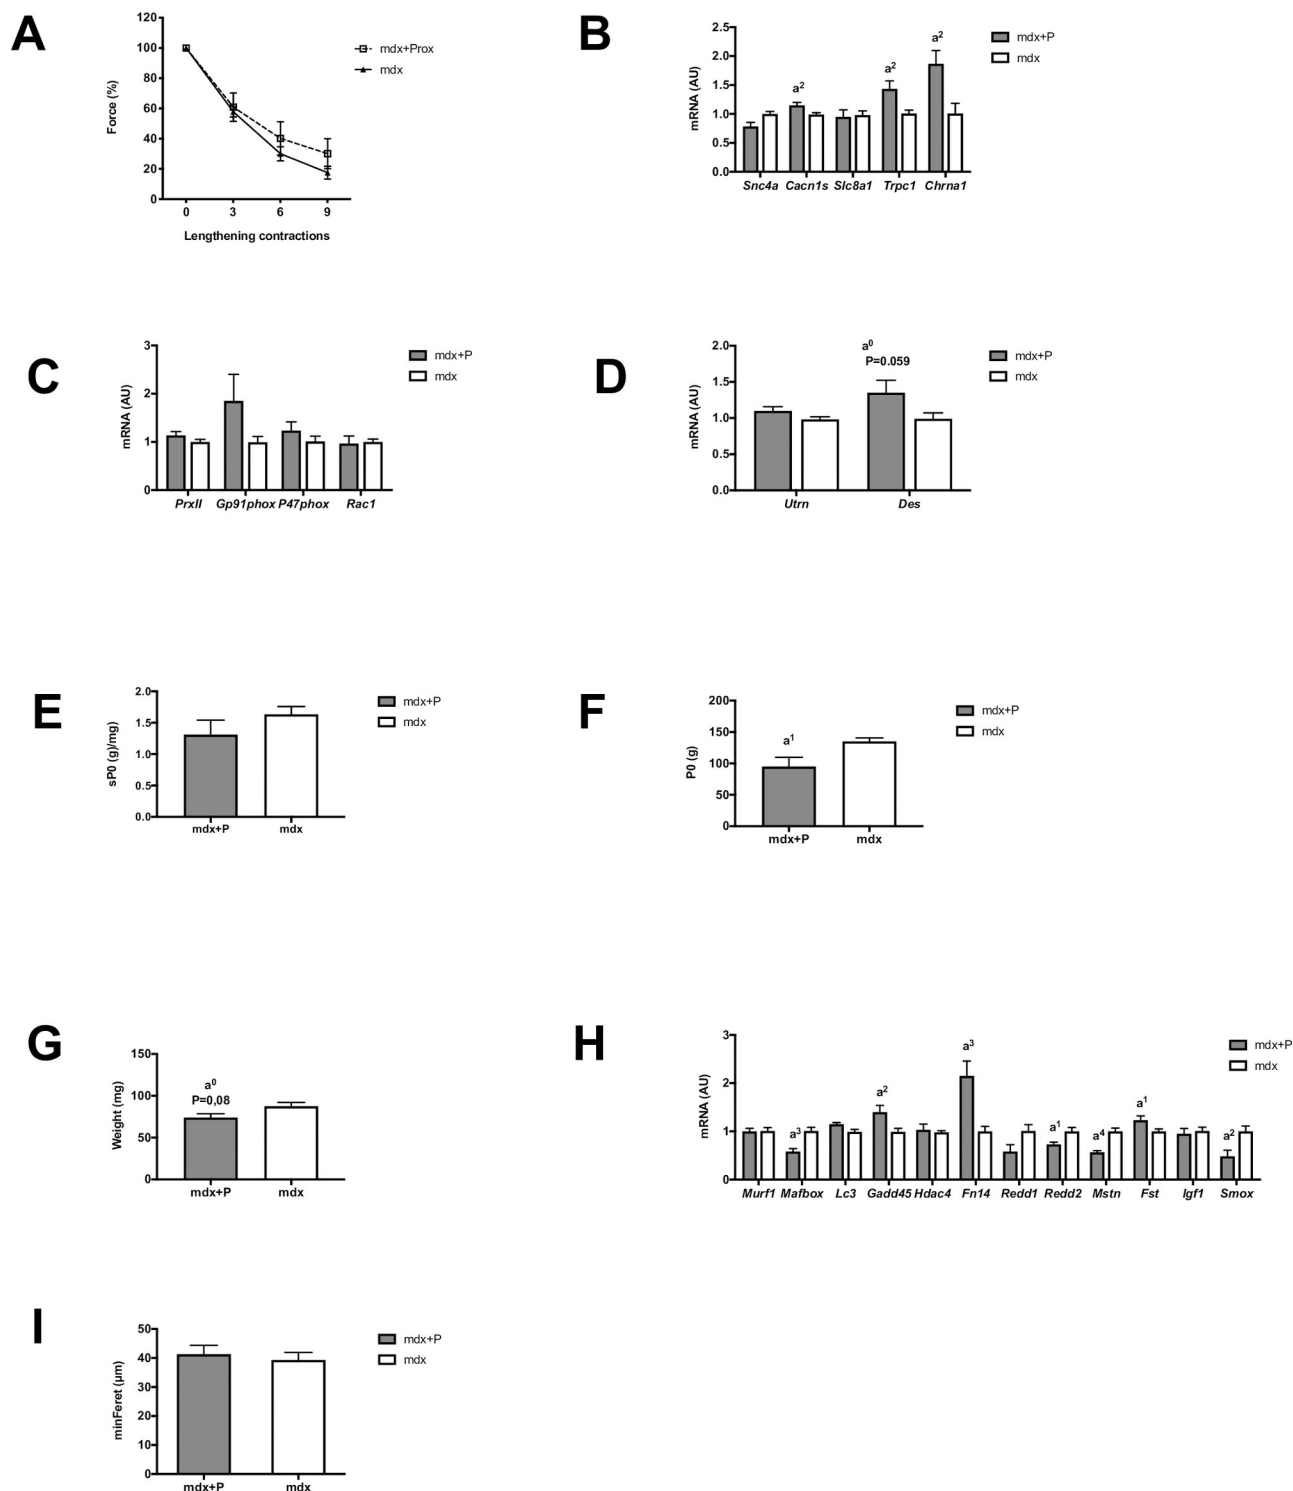 A
120
100
80
60
40
20
0
Force (%)
0 3 6 9
Lengthening contractions
mdx+Prox
mdx
B
2.5
2.0
1.5
1.0
0.5
0.0
mRNA (AU)
a2
a2
a2
Snc4a Cacn1s Slc8a1 Trpc1 Chrna1
mdx+P
mdx
C
3
2
1
0
mRNA (AU)
PrxII Gp91phox P47phox Rac1
mdx+P
mdx
D
2.0
1.5
1.0
0.5
0.0
mRNA (AU)
a0
P=0.059
Utrn Des
mdx+P
mdx
E
2.0
1.5
1.0
0.5
0.0
sP0 (g)/mg)
mdx+P mdx
mdx+P
mdx
F
200
150
100
50
0
P0 (g)
a1
mdx+P mdx
mdx+P
mdx
G
150
100
50
0
Weight (mg)
a0
P=0,08
mdx+P mdx
H
3
2
1
0
mRNA (AU)
a3
a2
a3
a1
a4
a1
a2
Murf1 Mafbox Lc3 Gadd45 Hdac4 Fn14 Redd1 Redd2 Mstn Fst Igf1 Smox
mdx+P
mdx
I
50
40
30
20
10
0
minFeret (µm)
mdx+P mdx
mdx+P
mdx